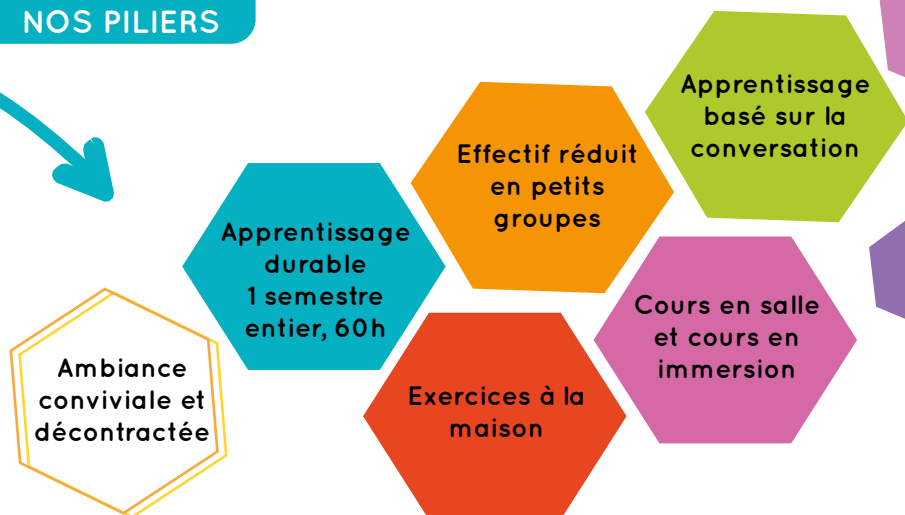 NOS PILIERS
Apprentissage
basé sur la
conversation
Effectif réduit
en petits
groupes
Apprentissage
durable
1 semestre
entier, 60h
Cours en salle
et cours en
immersion
Ambiance
conviviale et
décontractée
Exercices à la
maison